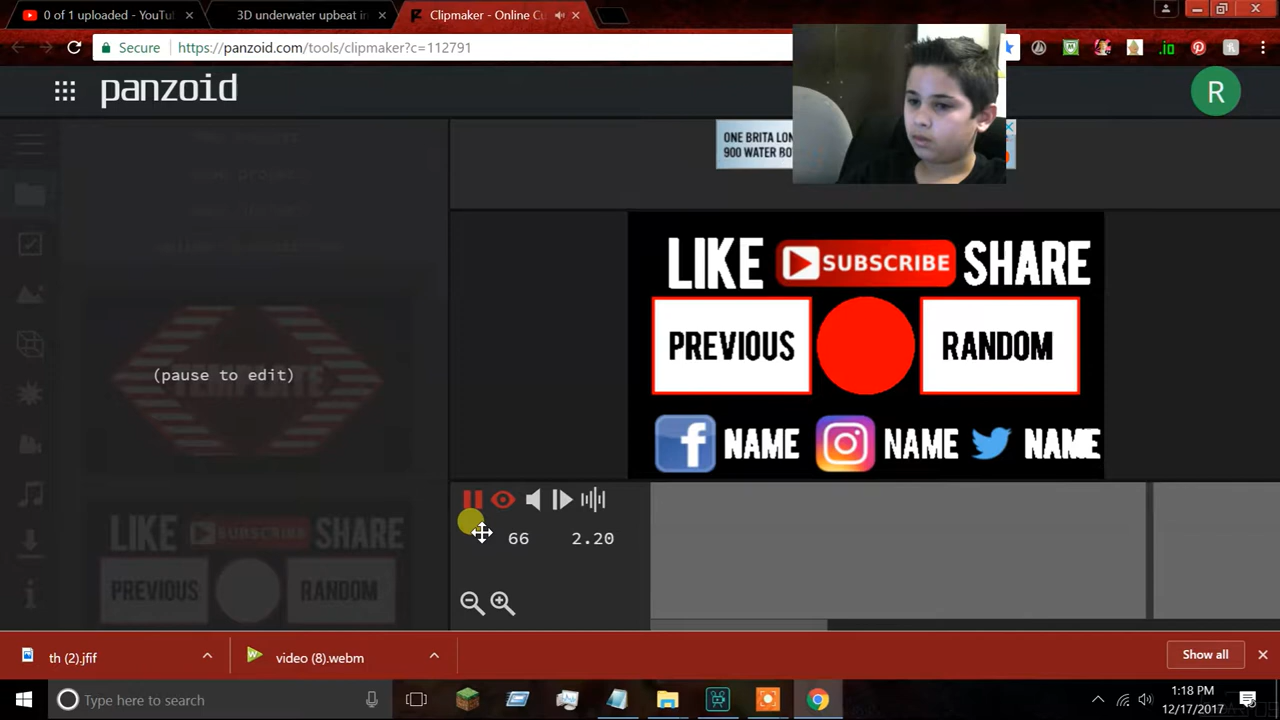 0 of 1 uploaded - YouTu
3D underwater upbeat in
Clipmaker - Online C
Secure
https://panzoid.com/tools/clipmaker?c=112791
panzoid
R
ONE BRITA LON
900 WATER BO
LIKE SUBSCRIBE SHARE
PREVIOUS
RANDOM
NAME
NAME
NAME
(pause to edit)
LIKE SUBSCRIBE SHARE
PREVIOUS
RANDOM
66
2.20
th (2).jfif
video (8).webm
Show all
Type here to search
1:18 PM
12/17/2017